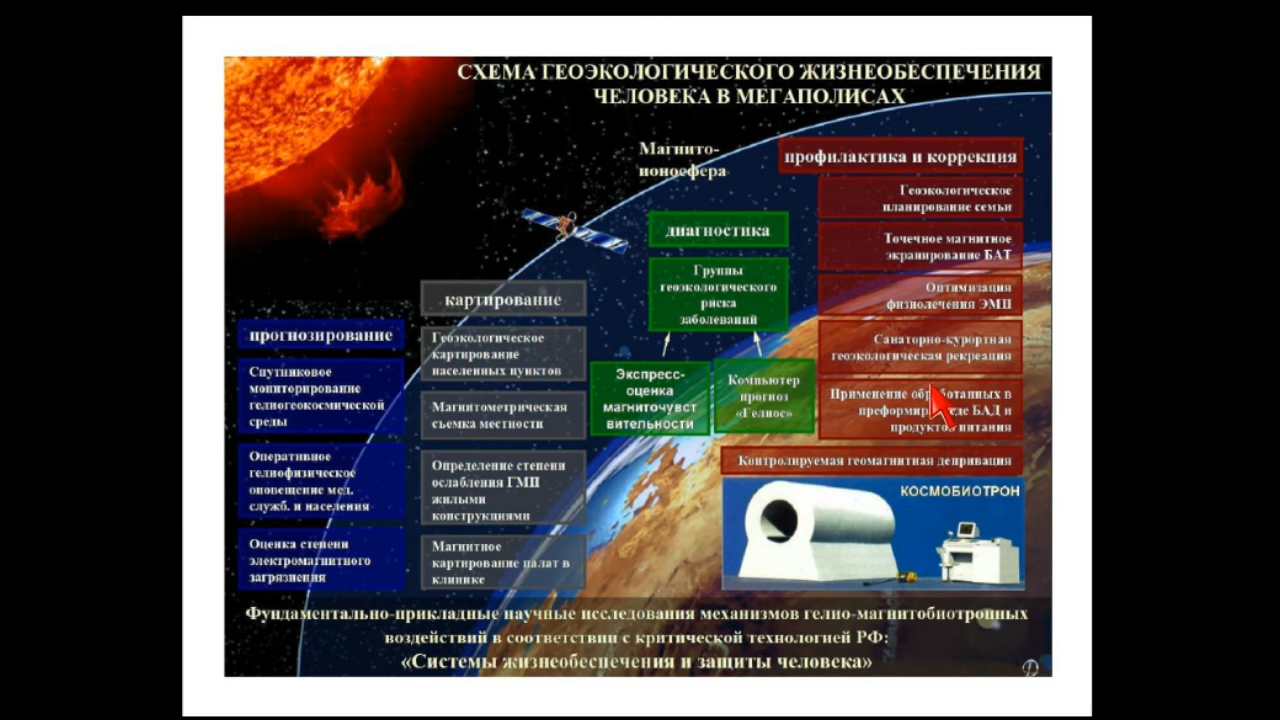 СХЕМА ГЕОЭКОЛОГИЧЕСКОГО ЖИЗНЕОБЕСПЕЧЕНИЯ
ЧЕЛОВЕКА В МЕГАПОЛИСАХ
Магнито-
ионосфера
прогнозирование
Спутниковое
мониторирование
гелиогеокосмической
среды
Оперативное
гелиофизическое
оповещение мед.
служб. и населения
Оценка степени
электромагнитного
загрязнения
картирование
Геоэкологическое
картирование
населенных пунктов
Магнитометрическая
съемка местности
Определение степени
ослабления ГМП
жилыми
конструкциями
Магнитное
картирование палат в
клинике
диагностика
Группы
геоэкологического
риска
заболеваний
Экспресс-
оценка
магниточувст
вительности
Компьютер
прогноз
«Гелиос»
профилактика и коррекция
Геоэкологическое
планирование семьи
Точечное магнитное
экранирование БАТ
Оптимизация
физиолечения ЭМП
Санаторно-курортная
геоэкологическая рекреация
Применение в
БАД и
питания
Контролируемая геомагнитная депривация
КОСМОБИОТРОН
Фундаментально-прикладные научные исследования механизмов гелио-магнитобиотропных
воздействий в соответствии с критической технологией РФ:
«Системы жизнеобеспечения и защиты человека»